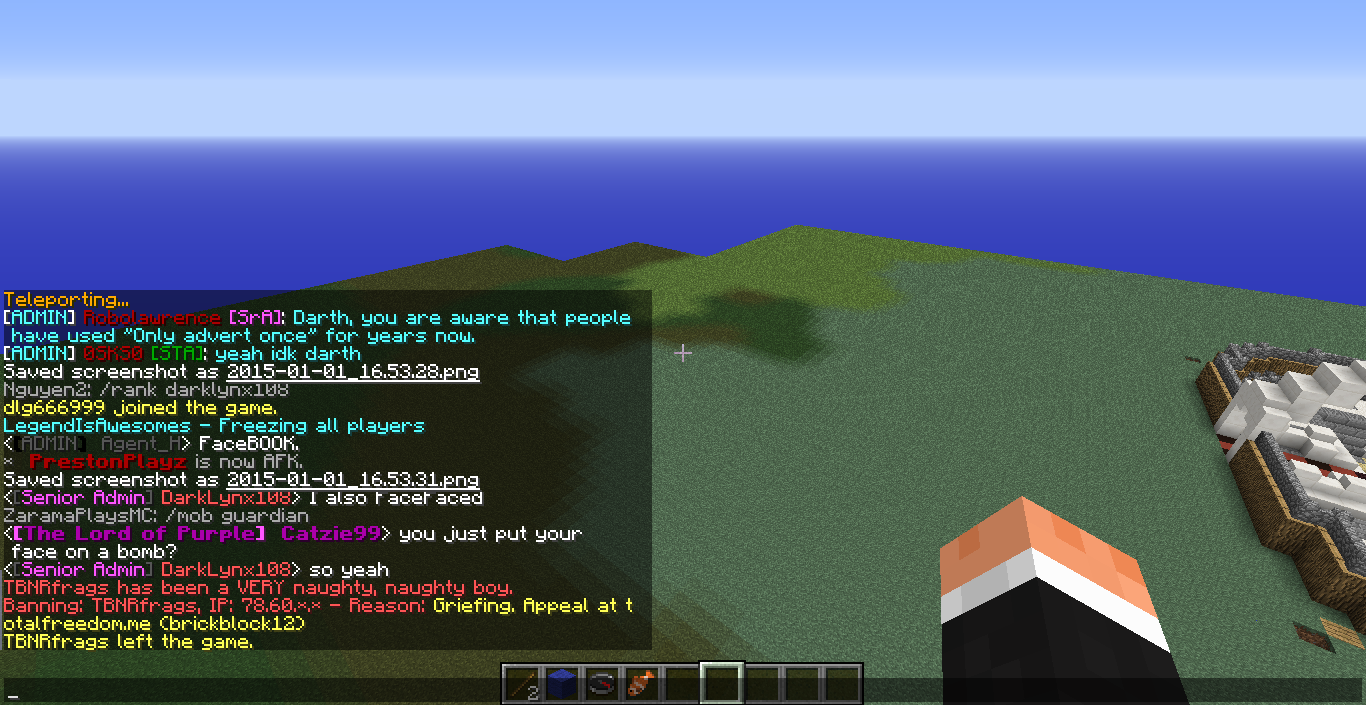 Teleporting...
[ADMIN] Robolawrence [SrA]: Darth, you are aware that people
have used "Only advert once" for years now.
[ADMIN] 0SKS0 [STA]: yeah idk darth
Saved screenshot as 2015-01-01_16.53.28.png
Nguyen2: /rank darklynx108
dlg666999 joined the game.
LegendIsAwesomes - Freezing all players
<[ADMIN] Agent_H> FaceBOOK.
* PrestonPlayz is now AFK.
Saved screenshot as 2015-01-01_16.53.31.png
<[Senior Admin] DarkLynx108> I also
ZaramaPlaysMC: /mob guardian
<[The Lord of Purple] Catzie99> you just put your
face on a bomb?
<[Senior Admin] DarkLynx108> so yeah
TBNRfrags has been a VERY naughty, naughty boy.
Banning: TBNRfrags, IP: 78.60.*.* - Reason: Griefing. Appeal at t
otalfreedom.me (brickblock12)
TBNRfrags left the game.
2
_